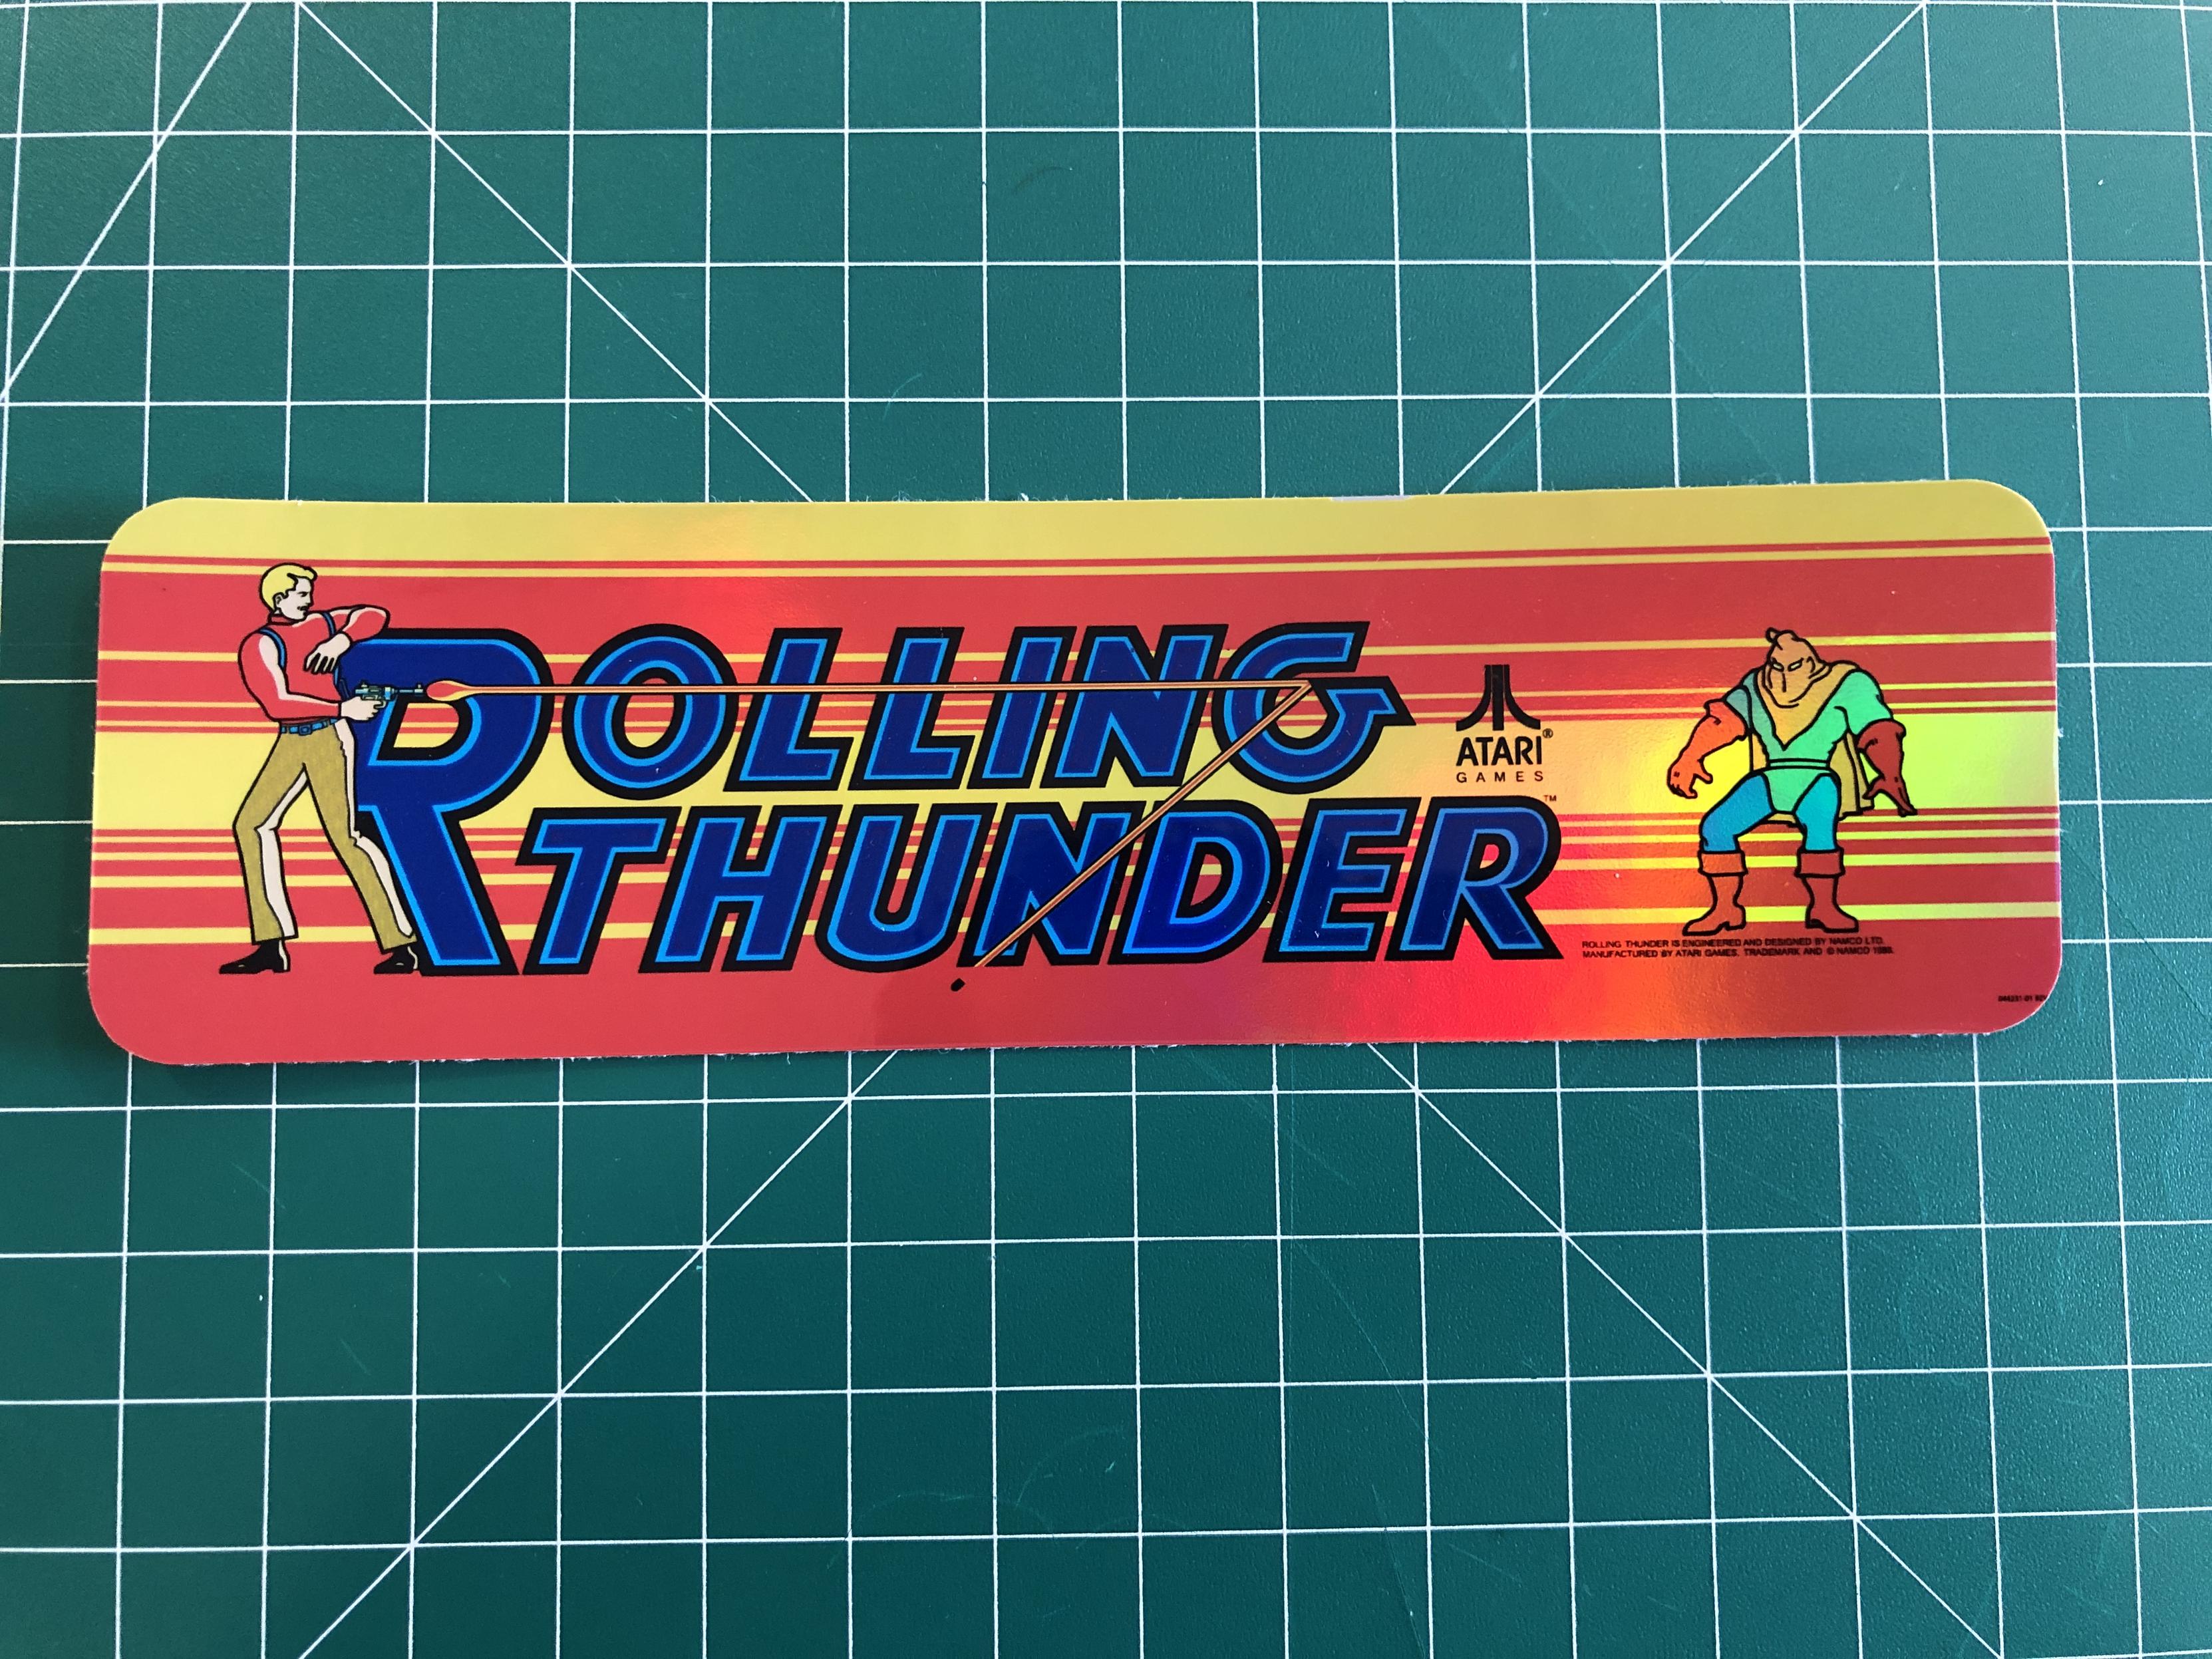 ROLLING
THUNDER™
ATARI®
GAMES
ROLLING THUNDER IS ENGINEERED AND DESIGNED BY NAMCO LTD.
MANUFACTURED BY ATARI GAMES. TRADEMARK AND © NAMCO